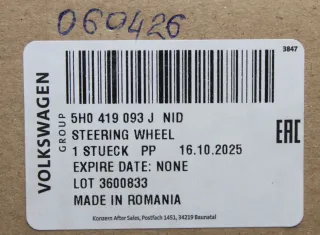 060426
3847
VOLKSWAGEN
GROUP
5H0 419 093 J NID
STEERING WHEEL
1 STUECK PP 16.10.2025
EXPIRE DATE: NONE
LOT 3600833
MADE IN ROMANIA
EAC
Konzern After Sales, Postfach 1451, 34219 Baunatal